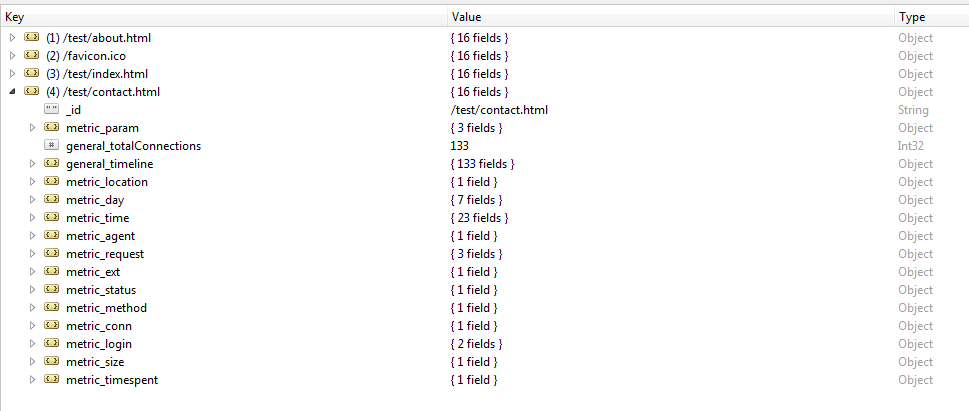 Key Value Type
(1) /test/about.html { 16 fields } Object
(2) /favicon.ico { 16 fields } Object
(3) /test/index.html { 16 fields } Object
(4) /test/contact.html { 16 fields } Object
_id /test/contact.html String
metric_param { 3 fields } Object
general_totalConnections 133 Int32
general_timeline { 133 fields } Object
metric_location { 1 field } Object
metric_day { 7 fields } Object
metric_time { 23 fields } Object
metric_agent { 1 field } Object
metric_request { 3 fields } Object
metric_ext { 1 field } Object
metric_status { 1 field } Object
metric_method { 1 field } Object
metric_conn { 1 field } Object
metric_login { 2 fields } Object
metric_size { 1 field } Object
metric_timespent { 1 field } Object